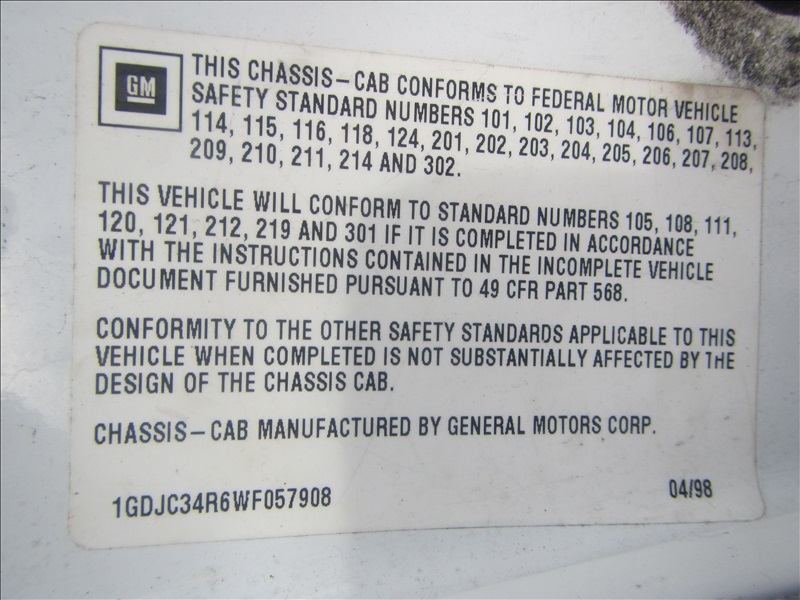 GM
THIS CHASSIS-CAB CONFORMS TO FEDERAL MOTOR VEHICLE
SAFETY STANDARD NUMBERS 101, 102, 103, 104, 106, 107, 113,
114, 115, 116, 118, 124, 201, 202, 203, 204, 205, 206, 207, 208,
209, 210, 211, 214 AND 302.
THIS VEHICLE WILL CONFORM TO STANDARD NUMBERS 105, 108, 111,
120, 121, 212, 219 AND 301 IF IT IS COMPLETED IN ACCORDANCE
WITH THE INSTRUCTIONS CONTAINED IN THE INCOMPLETE VEHICLE
DOCUMENT FURNISHED PURSUANT TO 49 CFR PART 568.
CONFORMITY TO THE OTHER SAFETY STANDARDS APPLICABLE TO THIS
VEHICLE WHEN COMPLETED IS NOT SUBSTANTIALLY AFFECTED BY THE
DESIGN OF THE CHASSIS CAB.
CHASSIS-CAB MANUFACTURED BY GENERAL MOTORS CORP.
1GDJC34R6WF057908
04/98